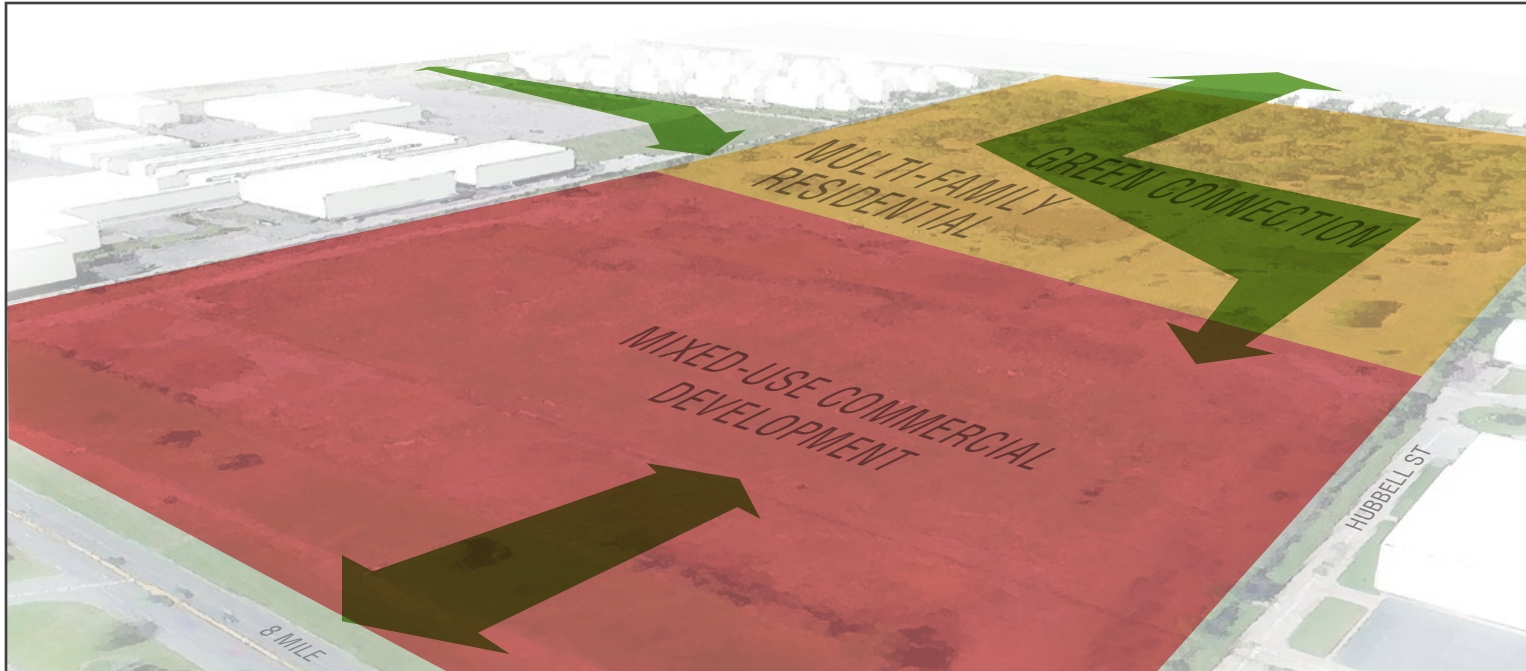 MULTI-FAMILY
RESIDENTIAL
GREEN CONNECTION
MIXED-USE COMMERCIAL
DEVELOPMENT
HUBBELL ST
8 MILE